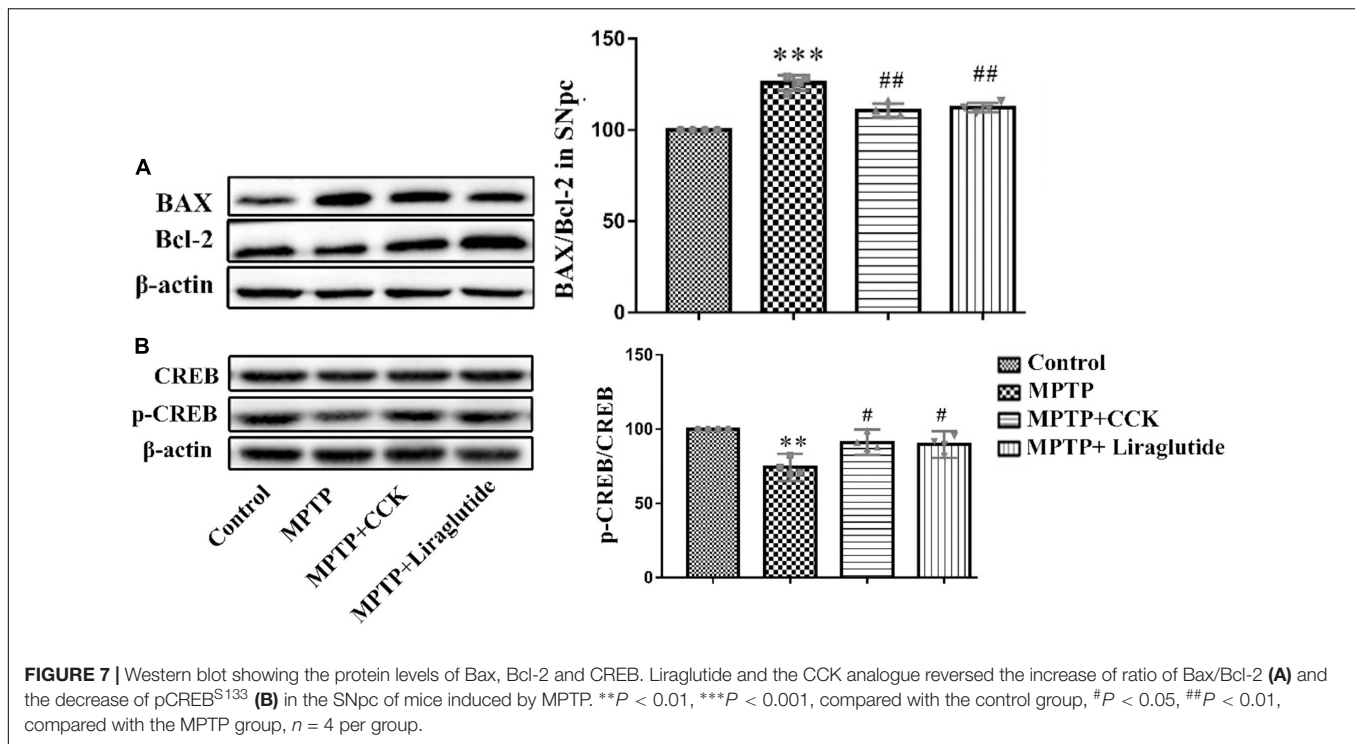 A
BAX
Bcl-2
β-actin
BAX/Bcl-2 in SNpc
150
100
50
0
***
##
##
B
CREB
p-CREB
β-actin
Control
MPTP
MPTP+CCK
MPTP+Liraglutide
p-CREB/CREB
150
100
50
0
**
#
#
Control
MPTP
MPTP+CCK
MPTP+ Liraglutide
FIGURE 7 | Western blot showing the protein levels of Bax, Bcl-2 and CREB. Liraglutide and the CCK analogue reversed the increase of ratio of Bax/Bcl-2 (A) and
the decrease of pCREB^S133 (B) in the SNpc of mice induced by MPTP. **P < 0.01, ***P < 0.001, compared with the control group, #P < 0.05, ##P < 0.01,
compared with the MPTP group, n = 4 per group.